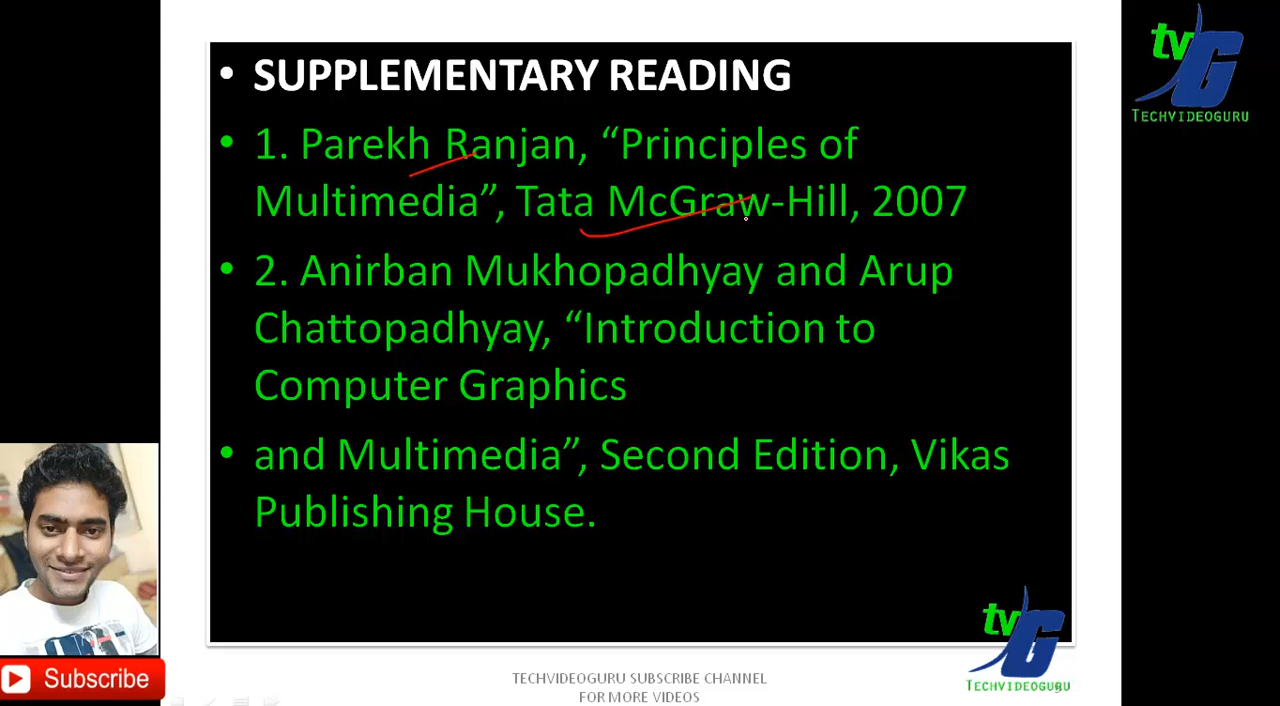 tvG
TECHVIDEOGURU
• SUPPLEMENTARY READING
• 1. Parekh Ranjan, “Principles of
Multimedia”, Tata McGraw-Hill, 2007
• 2. Anirban Mukhopadhyay and Arup
Chattopadhyay, “Introduction to
Computer Graphics
• and Multimedia”, Second Edition, Vikas
Publishing House.
tvG
TECHVIDEOGURU
Subscribe
TECHVIDEOGURU SUBSCRIBE CHANNEL
FOR MORE VIDEOS